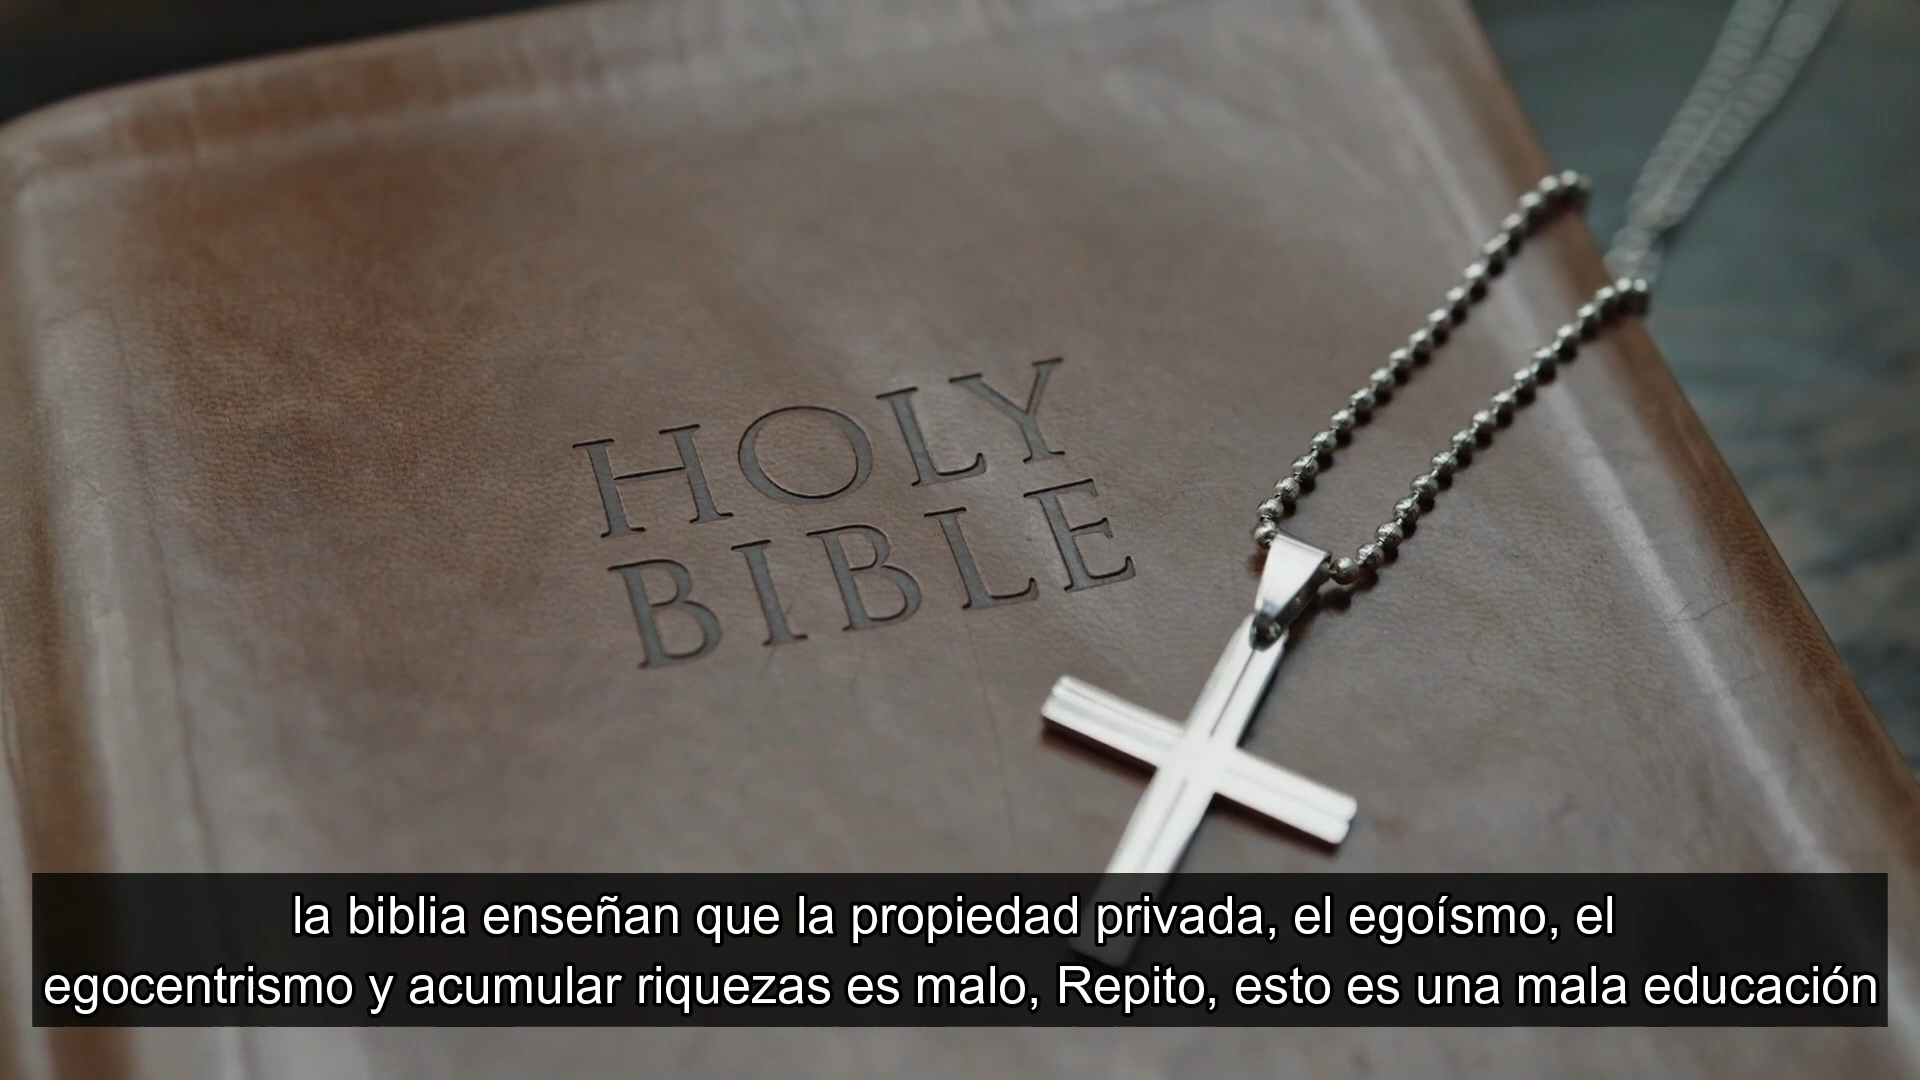 HOLY
BIBLE
la biblia enseñan que la propiedad privada, el egoísmo, el
egocentrismo y acumular riquezas es malo, Repito, esto es una mala educación